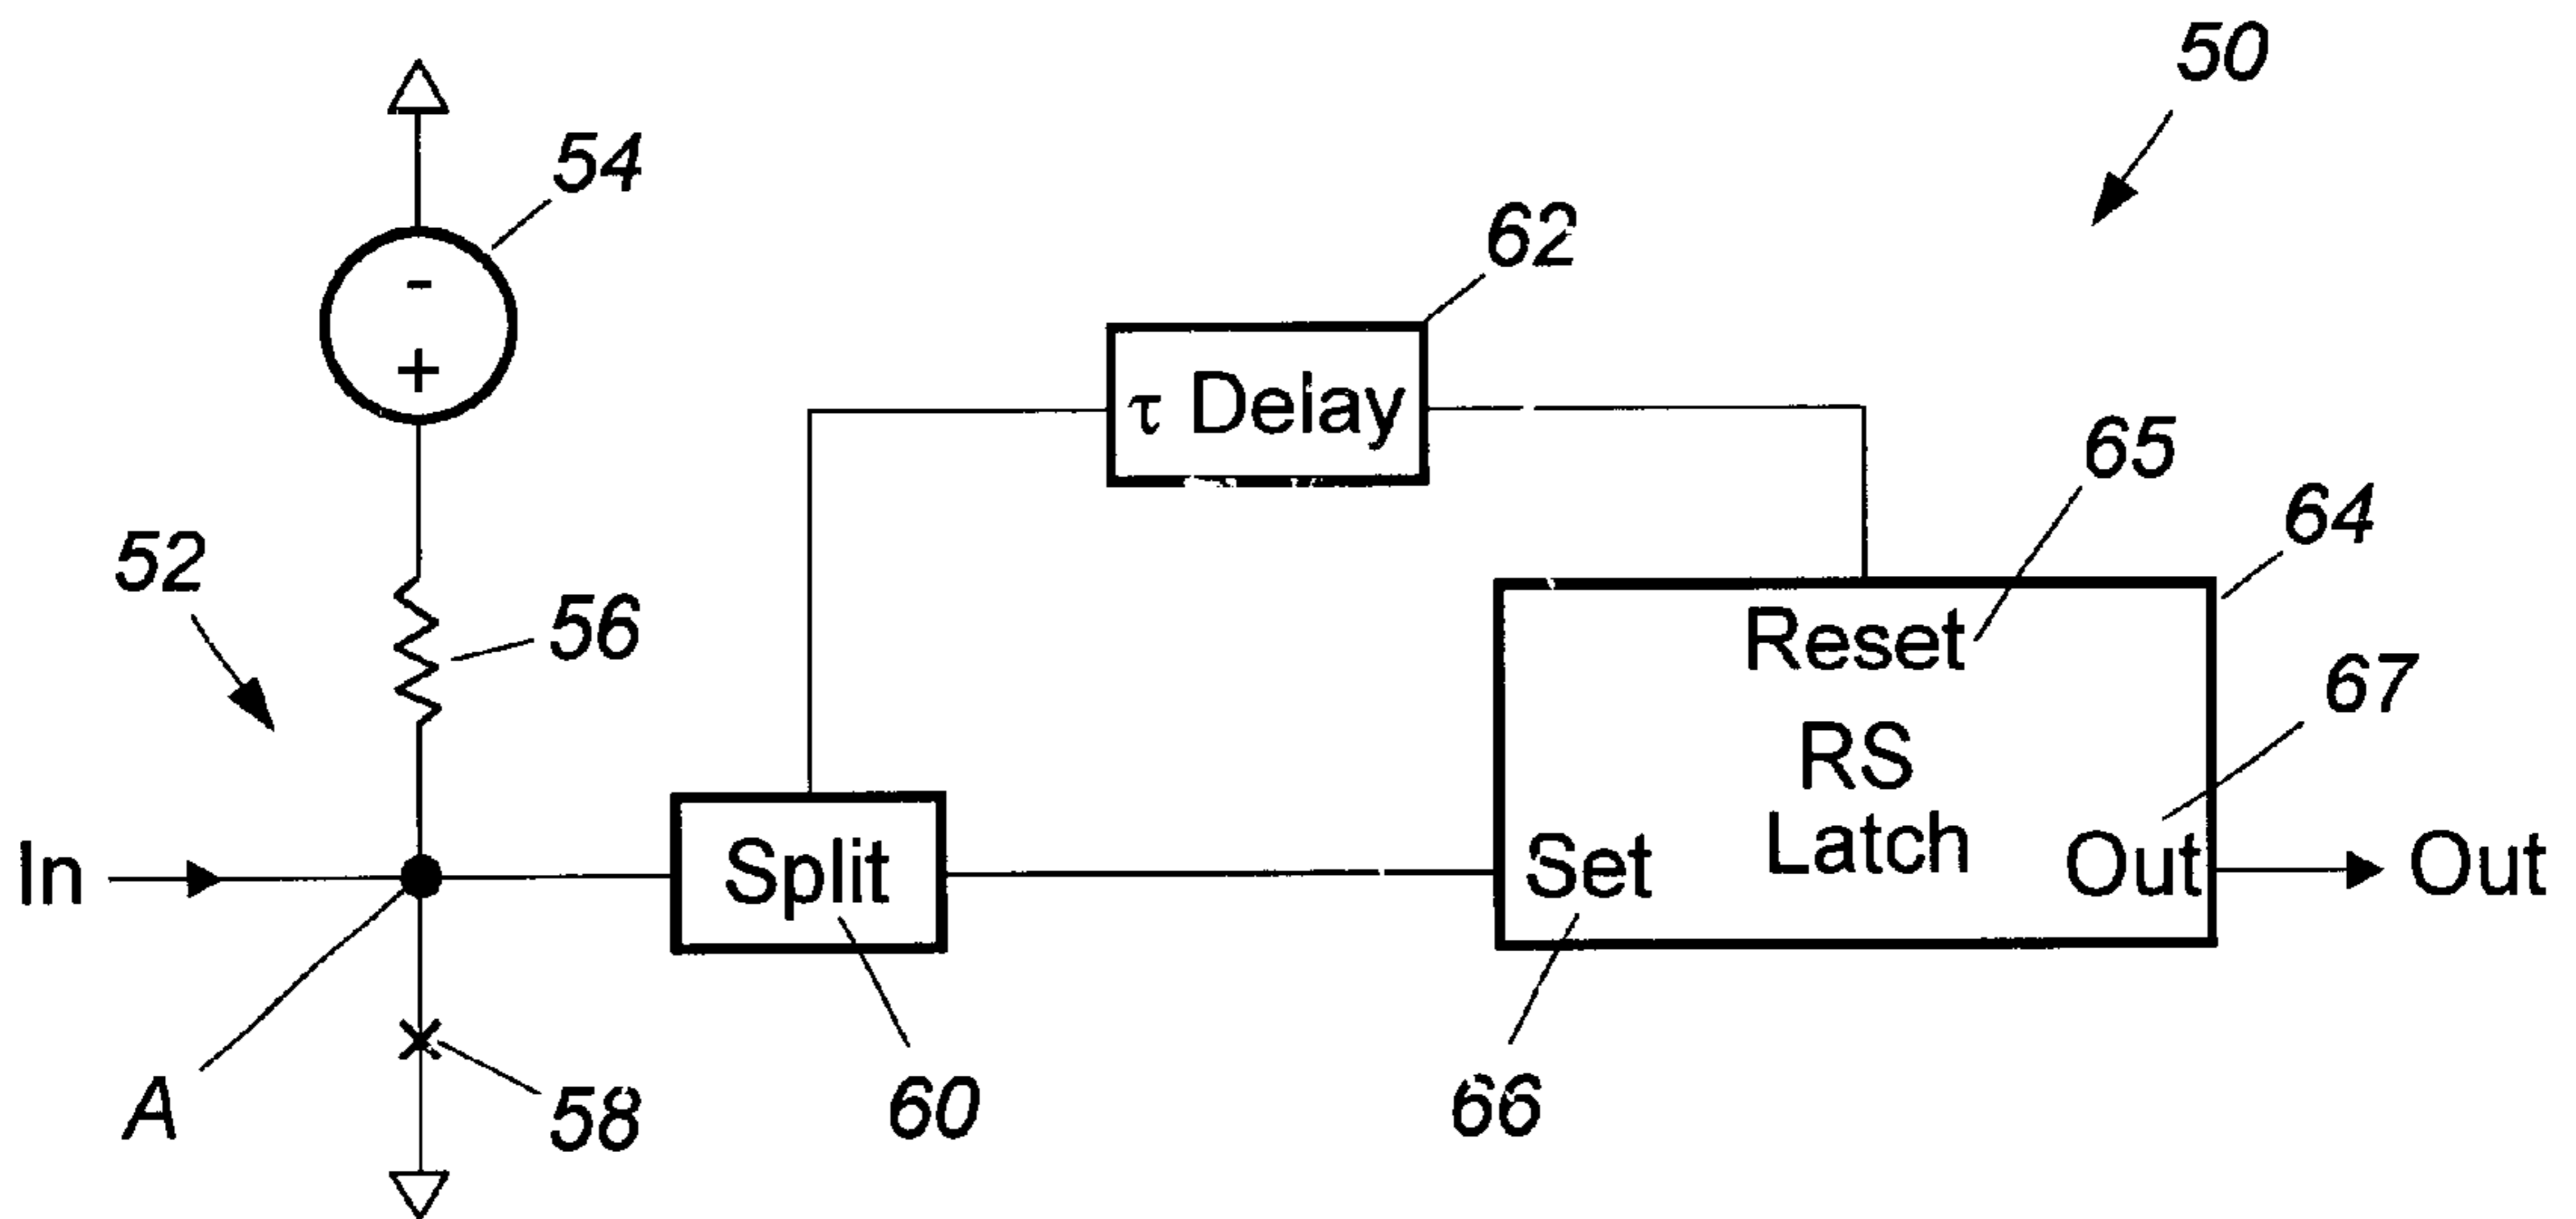 50
54
-
+
62
τ Delay
65
64
52
56
Reset
67
RS
Latch
In
Split
Set
Out
Out
A
58
60
66